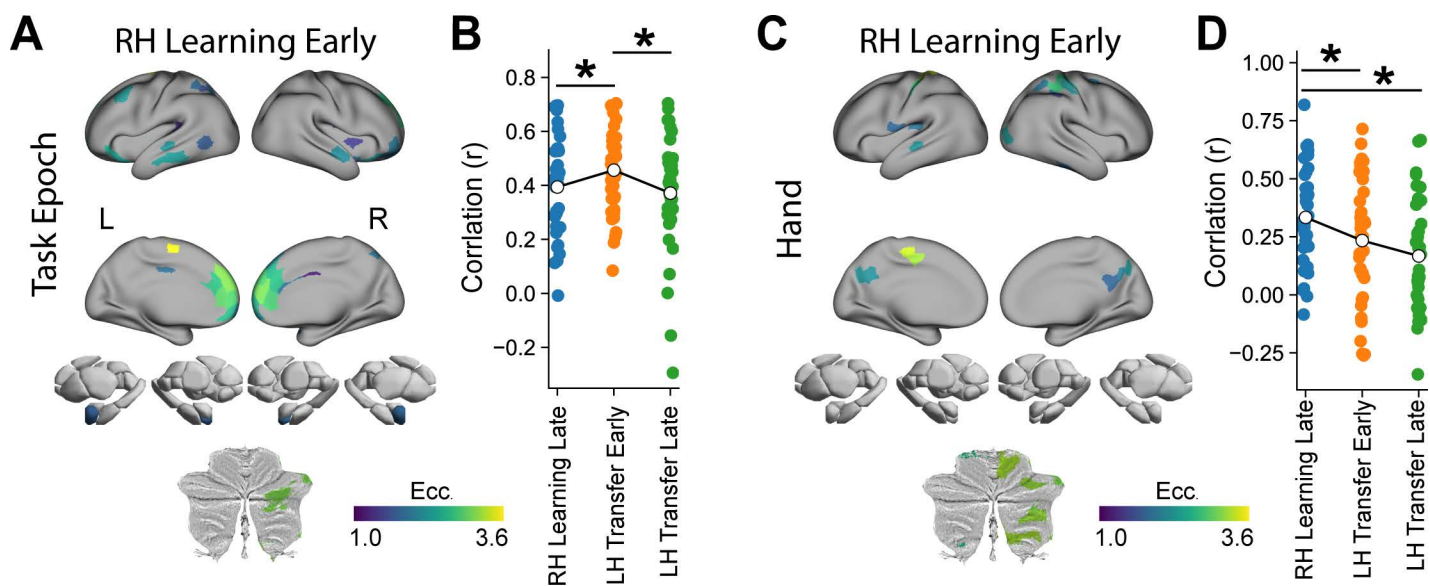 A
RH Learning Early
Task Epoch
L
R
Ecc.
1.0
3.6
B
*
*
Corrlation (r)
0.8
0.6
0.4
0.2
0.0
−0.2
RH Learning Late
LH Transfer Early
LH Transfer Late
C
RH Learning Early
Hand
Ecc.
1.0
3.6
D
*
*
Corrlation (r)
1.00
0.75
0.50
0.25
0.00
−0.25
RH Learning Late
LH Transfer Early
LH Transfer Late